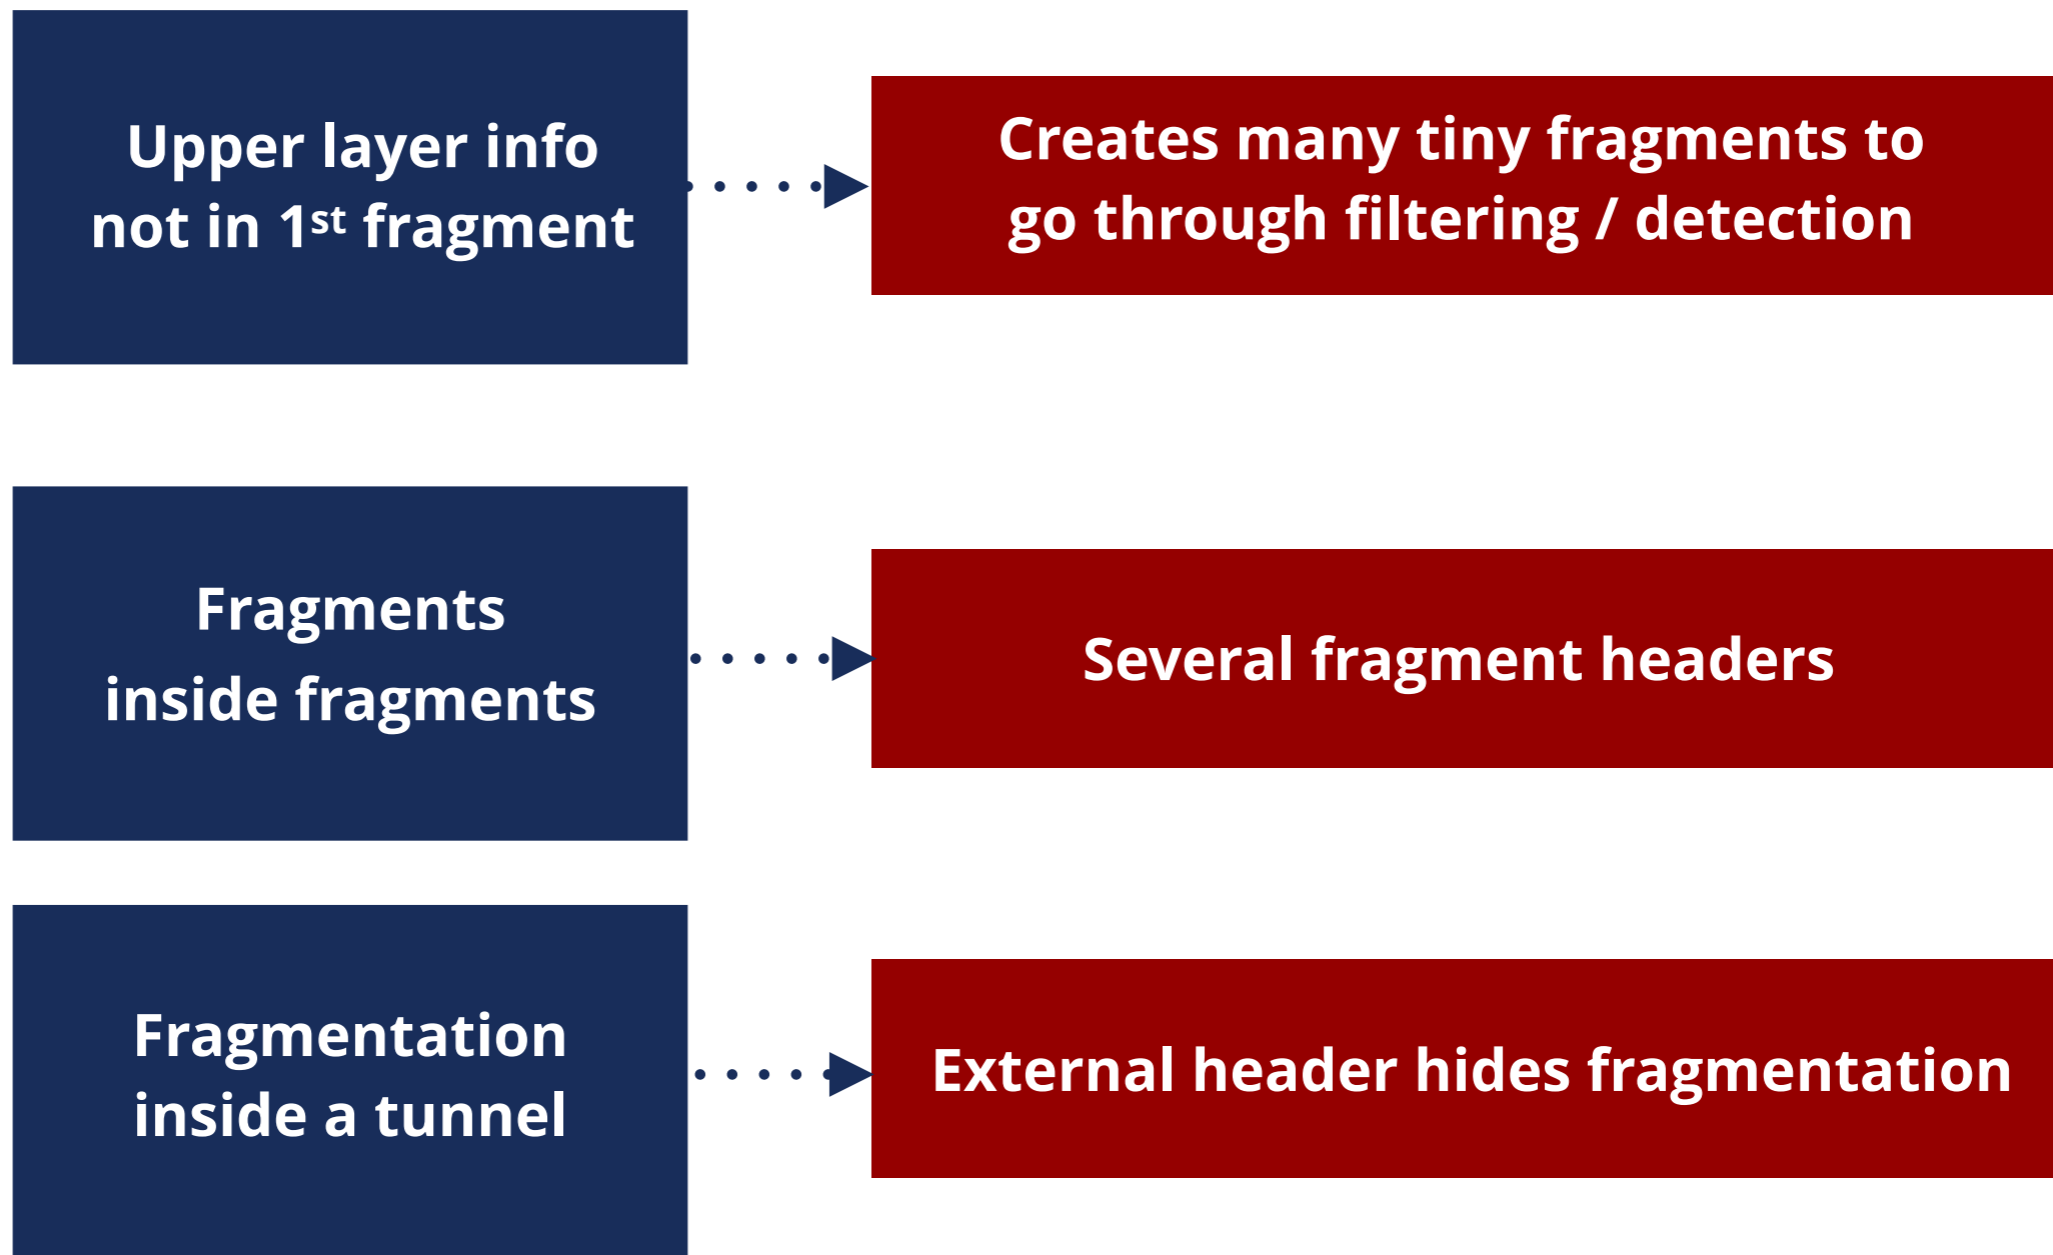 Upper layer info
not in 1st fragment
Creates many tiny fragments to
go through filtering / detection
Fragments
inside fragments
Several fragment headers
Fragmentation
inside a tunnel
External header hides fragmentation